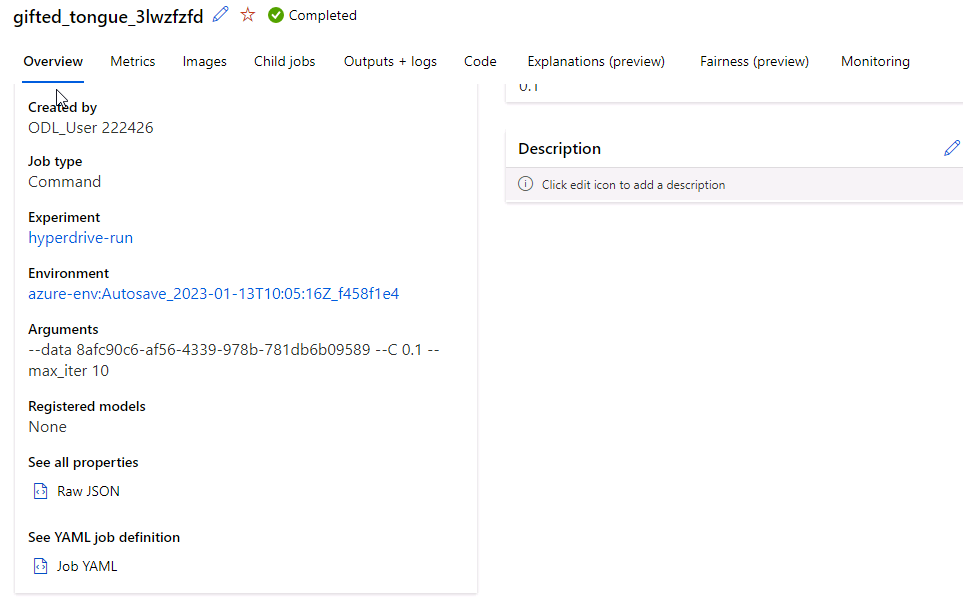 gifted_tongue_3lwzfzfd Completed
Overview Metrics Images Child jobs Outputs + logs Code Explanations (preview) Fairness (preview) Monitoring
Created by
ODL_User 222426
Job type
Command
Experiment
hyperdrive-run
Environment
azure-env:Autosave_2023-01-13T10:05:16Z_f458f1e4
Arguments
--data 8afc90c6-af56-4339-978b-781db6b09589 --C 0.1 --
max_iter 10
Registered models
None
See all properties
Raw JSON
See YAML job definition
Job YAML
0.1
Description
Click edit icon to add a description